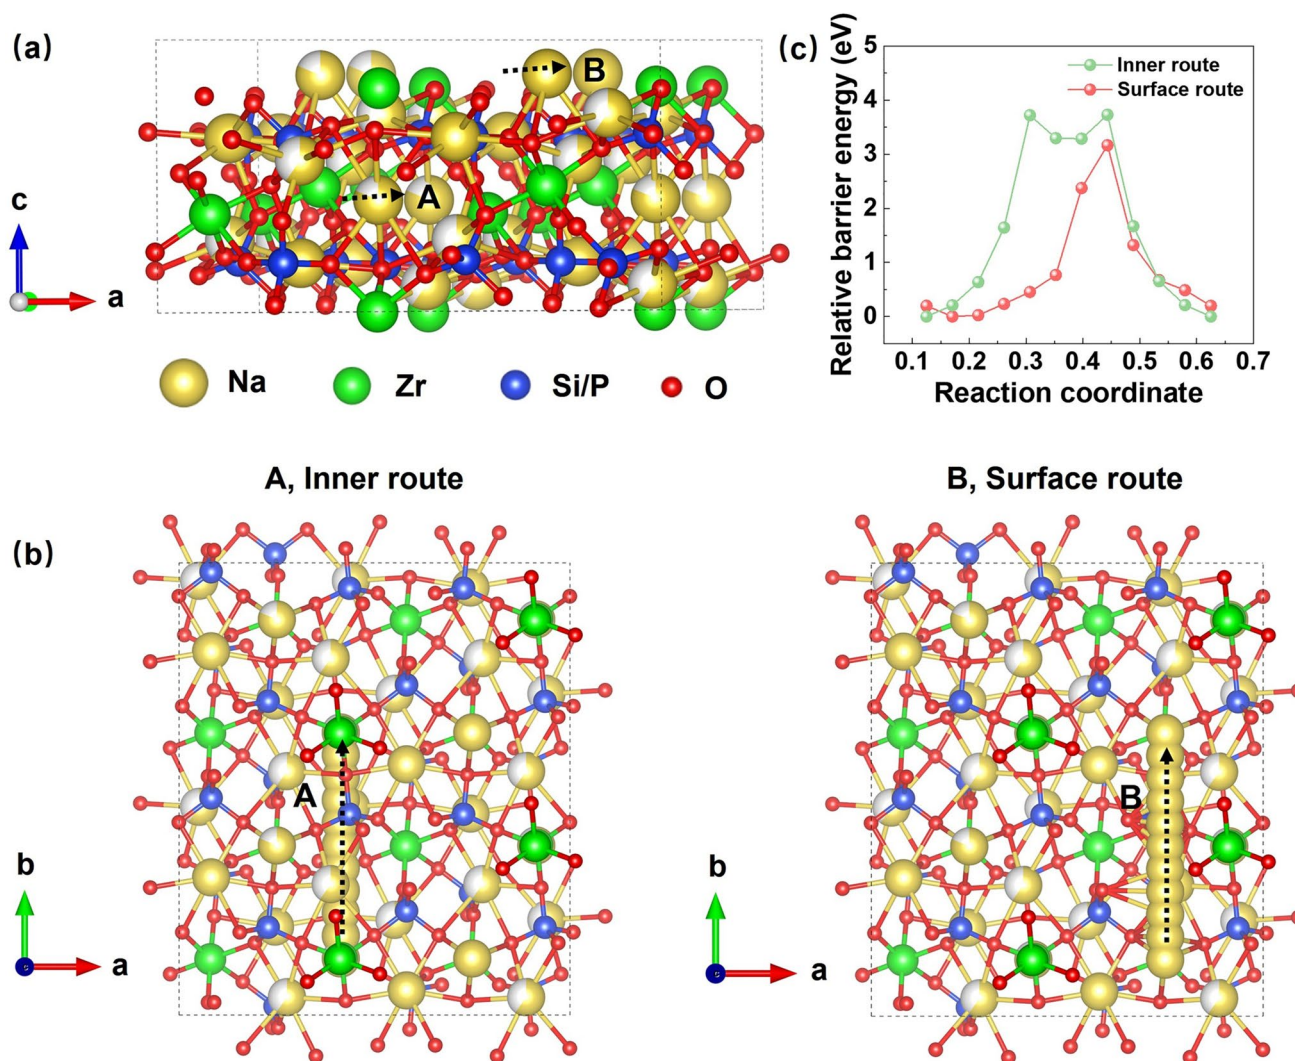 (a)
B
A
c
a
Na
Zr
Si/P
O
(c)
Relative barrier energy (eV)
5
4
3
2
1
0
Inner route
Surface route
0.1 0.2 0.3 0.4 0.5 0.6 0.7
Reaction coordinate
(b)
A, Inner route
A
b
a
B, Surface route
B
b
a